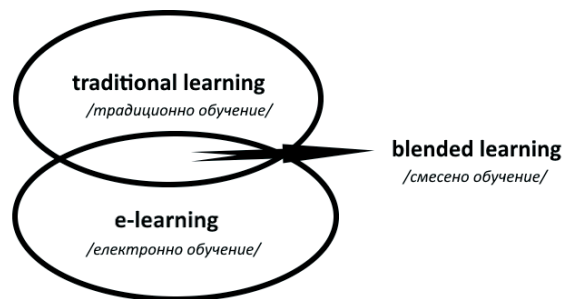 traditional learning
/традиционно обучение/
blended learning
/смесено обучение/
e-learning
/електронно обучение/